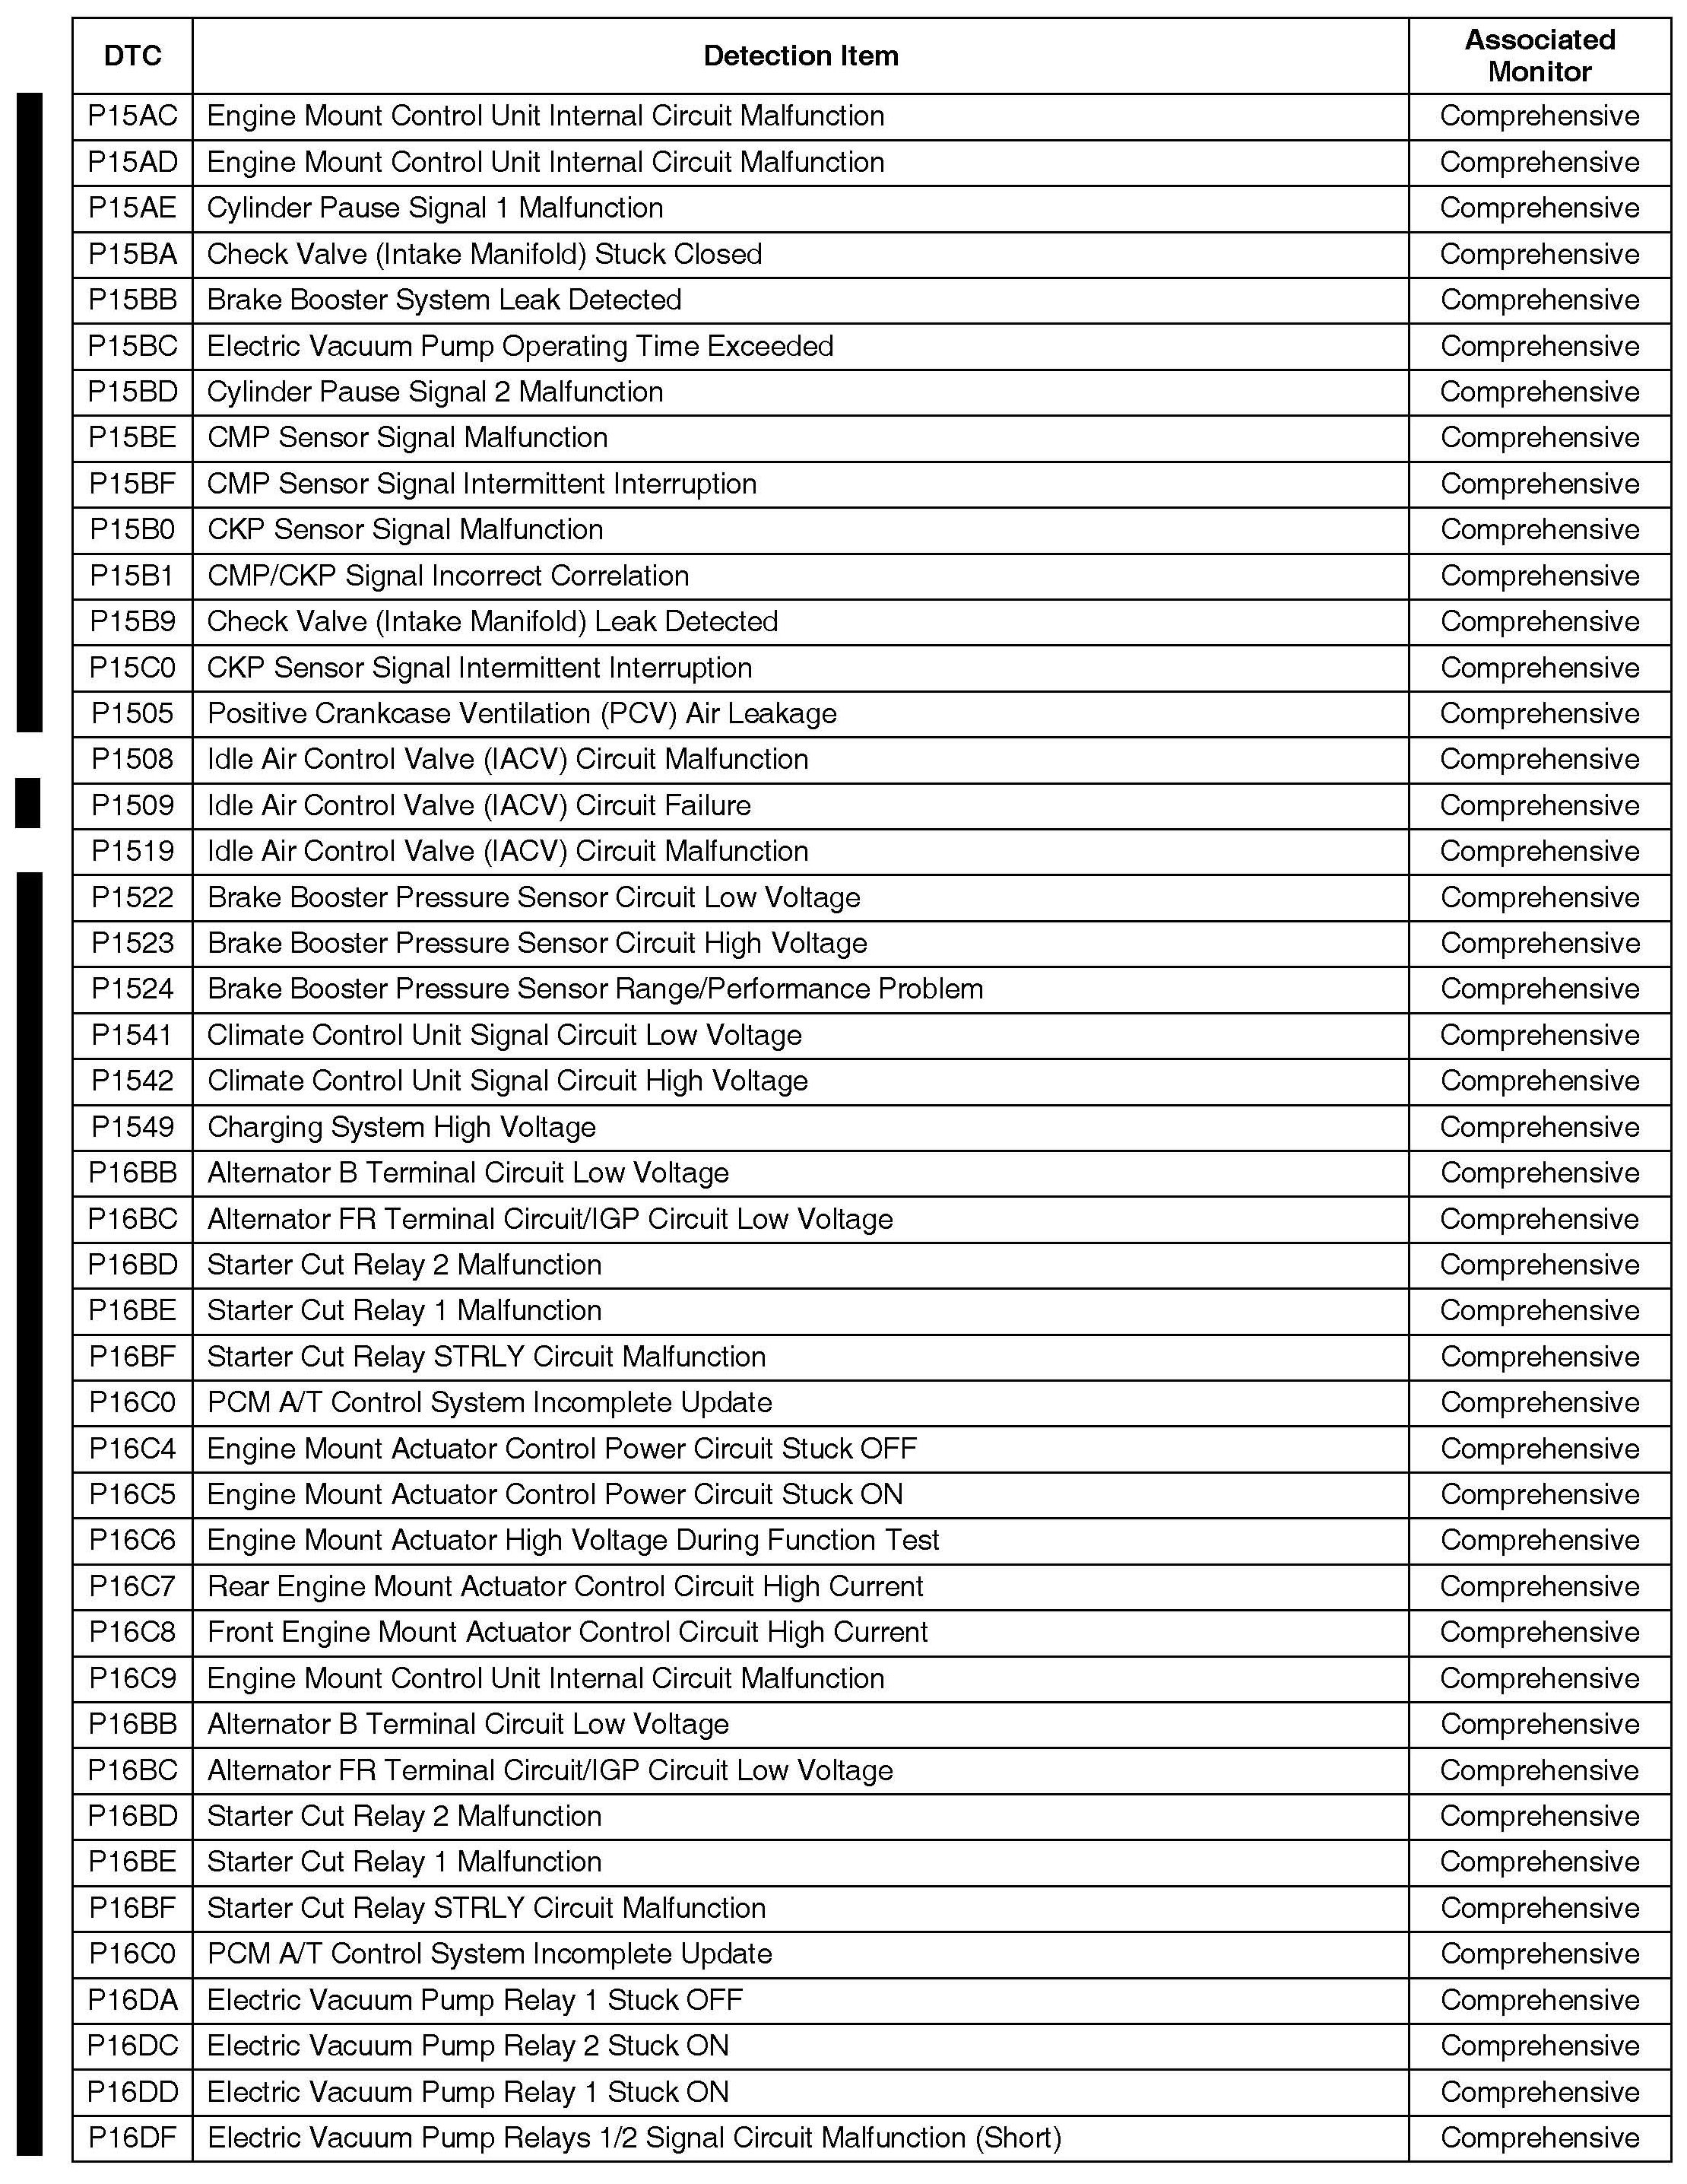 DTC Detection Item Associated Monitor
P15AC Engine Mount Control Unit Internal Circuit Malfunction Comprehensive
P15AD Engine Mount Control Unit Internal Circuit Malfunction Comprehensive
P15AE Cylinder Pause Signal 1 Malfunction Comprehensive
P15BA Check Valve (Intake Manifold) Stuck Closed Comprehensive
P15BB Brake Booster System Leak Detected Comprehensive
P15BC Electric Vacuum Pump Operating Time Exceeded Comprehensive
P15BD Cylinder Pause Signal 2 Malfunction Comprehensive
P15BE CMP Sensor Signal Malfunction Comprehensive
P15BF CMP Sensor Signal Intermittent Interruption Comprehensive
P15B0 CKP Sensor Signal Malfunction Comprehensive
P15B1 CMP/CKP Signal Incorrect Correlation Comprehensive
P15B9 Check Valve (Intake Manifold) Leak Detected Comprehensive
P15C0 CKP Sensor Signal Intermittent Interruption Comprehensive
P1505 Positive Crankcase Ventilation (PCV) Air Leakage Comprehensive
P1508 Idle Air Control Valve (IACV) Circuit Malfunction Comprehensive
P1509 Idle Air Control Valve (IACV) Circuit Failure Comprehensive
P1519 Idle Air Control Valve (IACV) Circuit Malfunction Comprehensive
P1522 Brake Booster Pressure Sensor Circuit Low Voltage Comprehensive
P1523 Brake Booster Pressure Sensor Circuit High Voltage Comprehensive
P1524 Brake Booster Pressure Sensor Range/Performance Problem Comprehensive
P1541 Climate Control Unit Signal Circuit Low Voltage Comprehensive
P1542 Climate Control Unit Signal Circuit High Voltage Comprehensive
P1549 Charging System High Voltage Comprehensive
P16BB Alternator B Terminal Circuit Low Voltage Comprehensive
P16BC Alternator FR Terminal Circuit/IGP Circuit Low Voltage Comprehensive
P16BD Starter Cut Relay 2 Malfunction Comprehensive
P16BE Starter Cut Relay 1 Malfunction Comprehensive
P16BF Starter Cut Relay STRLY Circuit Malfunction Comprehensive
P16C0 PCM A/T Control System Incomplete Update Comprehensive
P16C4 Engine Mount Actuator Control Power Circuit Stuck OFF Comprehensive
P16C5 Engine Mount Actuator Control Power Circuit Stuck ON Comprehensive
P16C6 Engine Mount Actuator High Voltage During Function Test Comprehensive
P16C7 Rear Engine Mount Actuator Control Circuit High Current Comprehensive
P16C8 Front Engine Mount Actuator Control Circuit High Current Comprehensive
P16C9 Engine Mount Control Unit Internal Circuit Malfunction Comprehensive
P16BB Alternator B Terminal Circuit Low Voltage Comprehensive
P16BC Alternator FR Terminal Circuit/IGP Circuit Low Voltage Comprehensive
P16BD Starter Cut Relay 2 Malfunction Comprehensive
P16BE Starter Cut Relay 1 Malfunction Comprehensive
P16BF Starter Cut Relay STRLY Circuit Malfunction Comprehensive
P16C0 PCM A/T Control System Incomplete Update Comprehensive
P16DA Electric Vacuum Pump Relay 1 Stuck OFF Comprehensive
P16DC Electric Vacuum Pump Relay 2 Stuck ON Comprehensive
P16DD Electric Vacuum Pump Relay 1 Stuck ON Comprehensive
P16DF Electric Vacuum Pump Relays 1/2 Signal Circuit Malfunction (Short) Comprehensive